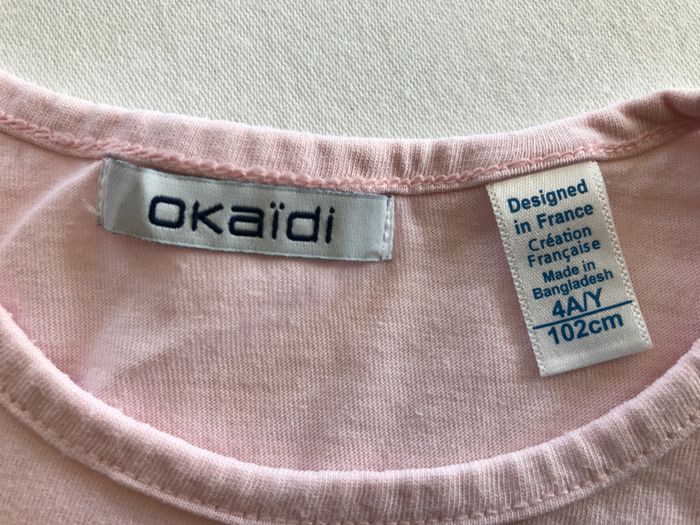 okaïdi
Designed
in France
Création
Française
Made in
Bangladesh
4A/Y
102cm